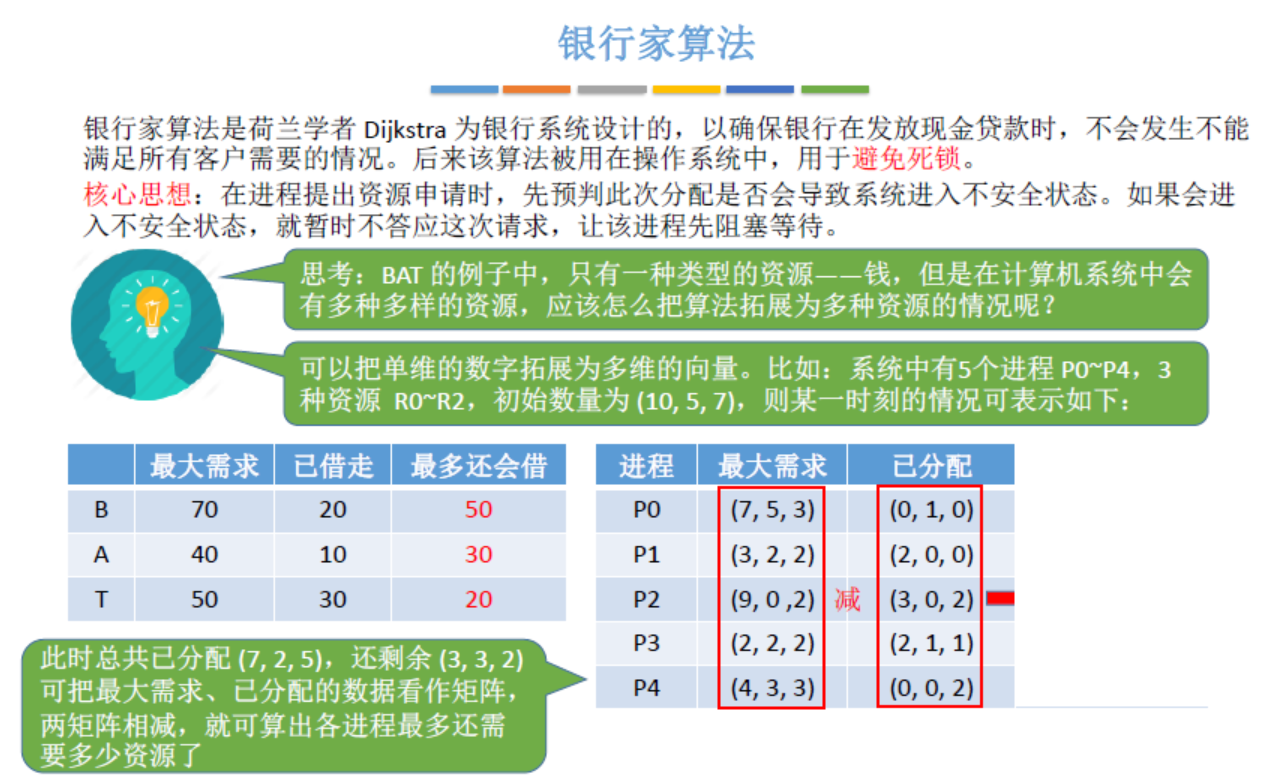 银行家算法
银行家算法是荷兰学者 Dijkstra 为银行系统设计的，以确保银行在发放现金贷款时，不会发生不能
满足所有客户需要的情况。后来该算法被用在操作系统中，用于避免死锁。
核心思想：在进程提出资源申请时，先预判此次分配是否会导致系统进入不安全状态。如果会进
入不安全状态，就暂时不答应这次请求，让该进程先阻塞等待。
思考：BAT 的例子中，只有一种类型的资源——钱，但是在计算机系统中会
有多种多样的资源，应该怎么把算法拓展为多种资源的情况呢？
可以把单维的数字拓展为多维的向量。比如：系统中有5个进程 P0~P4，3
种资源 R0~R2，初始数量为 (10, 5, 7)，则某一时刻的情况可表示如下：
最大需求 已借走 最多还会借
B 70 20 50
A 40 10 30
T 50 30 20
进程 最大需求 已分配
P0 (7, 5, 3) (0, 1, 0)
P1 (3, 2, 2) (2, 0, 0)
P2 (9, 0 ,2) 减 (3, 0, 2)
P3 (2, 2, 2) (2, 1, 1)
P4 (4, 3, 3) (0, 0, 2)
此时总共已分配 (7, 2, 5)，还剩余 (3, 3, 2)
可把最大需求、已分配的数据看作矩阵，
两矩阵相减，就可算出各进程最多还需
要多少资源了